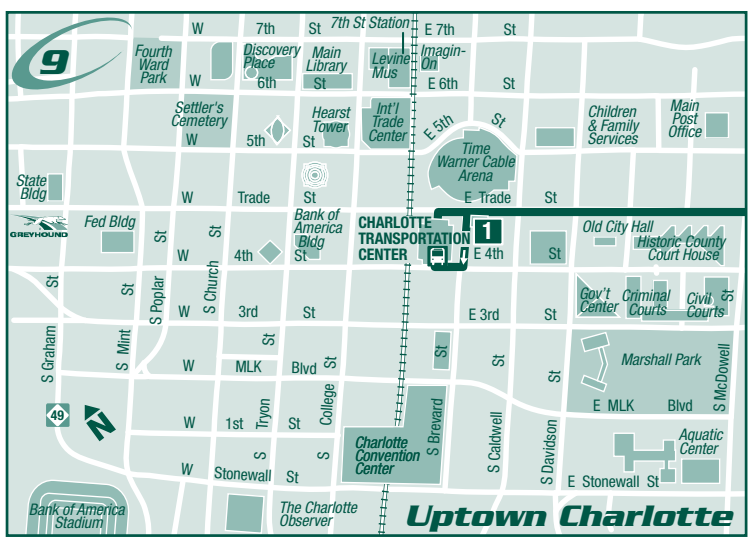 9
W 7th St
7th St Station
E 7th St
Fourth
Ward
Park
Discovery
Place
Main
Library
Levine
Mus
Imagin-
On
W 6th St
E 6th St
Settler's
Cemetery
Hearst
Tower
Int'l
Trade
Center
E 5th St
Children
& Family
Services
Main
Post
Office
W 5th St
Time
Warner Cable
Arena
State
Bldg
W Trade St
E Trade St
GREYHOUND
Fed Bldg
Bank of
America
Bldg
CHARLOTTE
TRANSPORTATION
CENTER
1
Old City Hall
Historic County
Court House
W 4th St
E 4th St
Gov't
Center
Criminal
Courts
Civil
Courts
W 3rd St
E 3rd St
S Graham St
S Mint St
S Poplar St
S Church St
S Tryon St
S College St
S Brevard St
S Caldwell St
S Davidson St
S McDowell St
Marshall Park
W MLK Blvd
E MLK Blvd
49
N
W 1st St
Charlotte
Convention
Center
Aquatic
Center
W Stonewall St
E Stonewall St
Bank of America
Stadium
The Charlotte
Observer
Uptown Charlotte